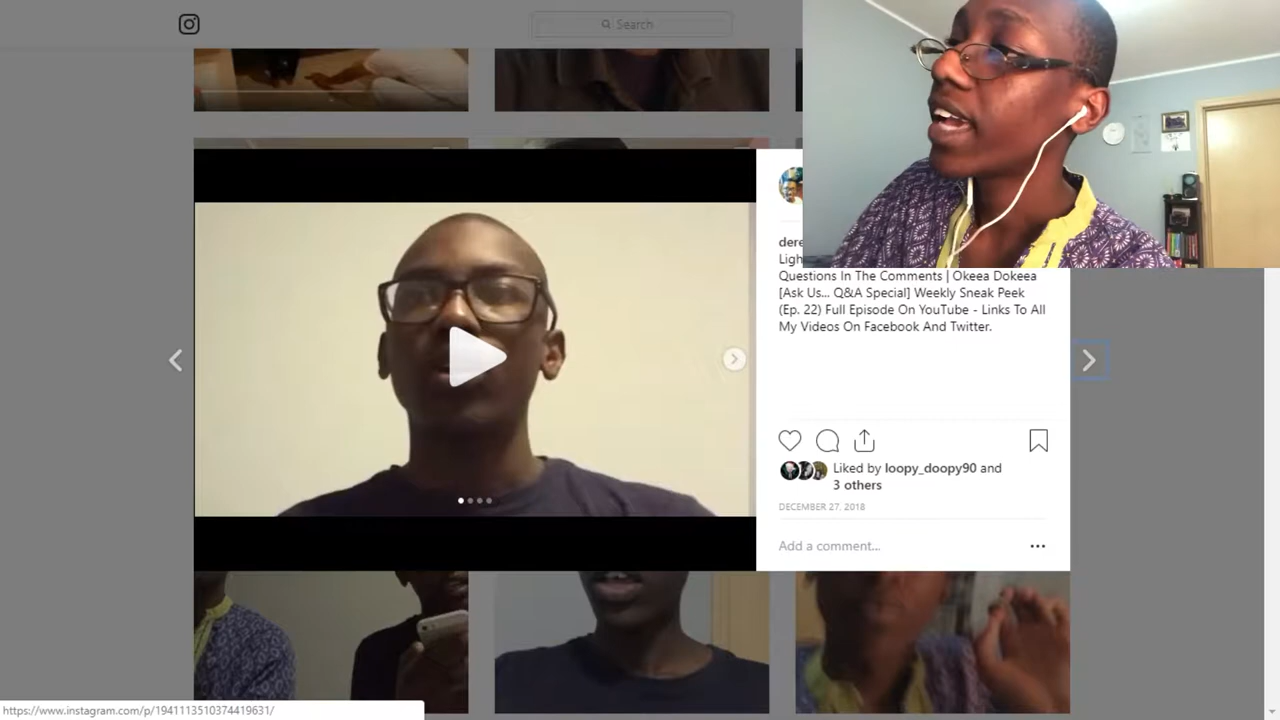 Search
dere
Ligh
Questions In The Comments | Okeea Dokeea
[Ask Us... Q&A Special] Weekly Sneak Peek
(Ep. 22) Full Episode On YouTube - Links To All
My Videos On Facebook And Twitter.
Liked by loopy_doopy90 and
3 others
DECEMBER 27, 2018
Add a comment...
https://www.instagram.com/p/1941113510374419631/